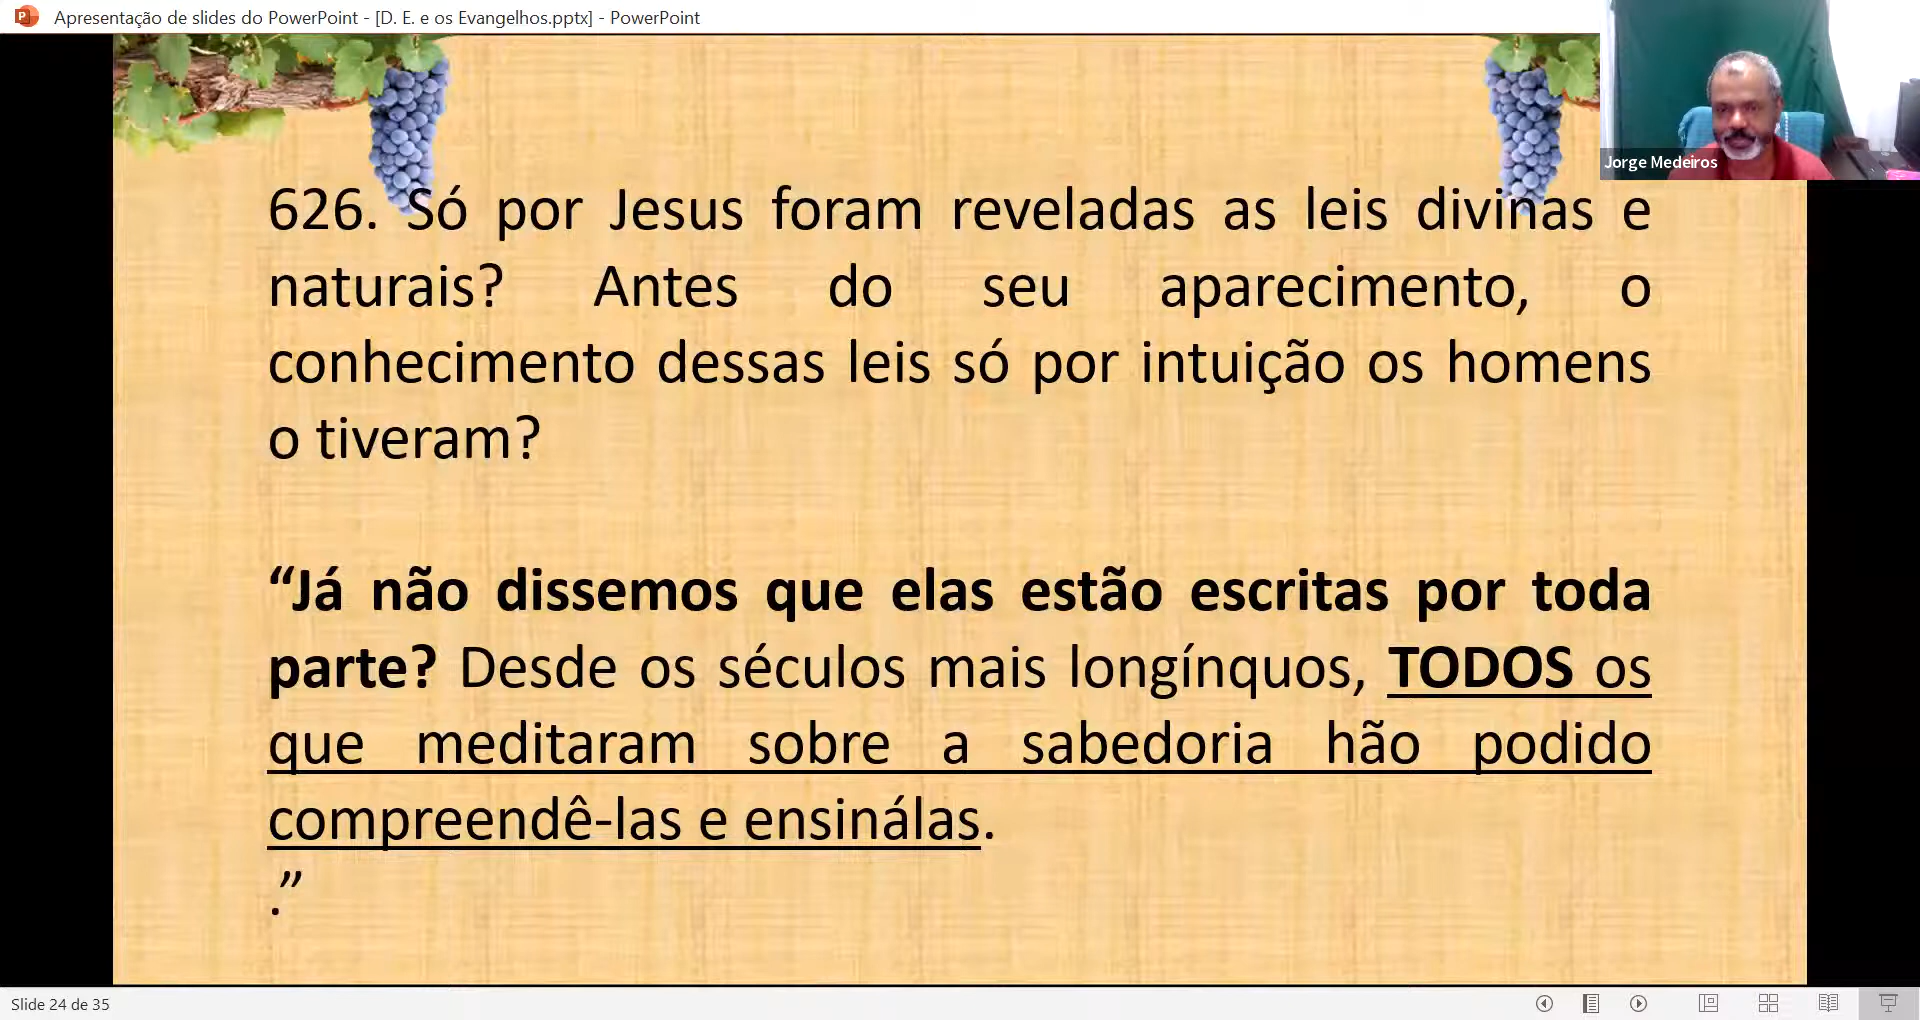 Apresentação de slides do PowerPoint - [D. E. e os Evangelhos.pptx] - PowerPoint
Jorge Medeiros
626. Só por Jesus foram reveladas as leis divinas e
naturais? Antes do seu aparecimento, o
conhecimento dessas leis só por intuição os homens
o tiveram?
“Já não dissemos que elas estão escritas por toda
parte? Desde os séculos mais longínquos, TODOS os
que meditaram sobre a sabedoria hão podido
compreendê-las e ensinálas.
.”
Slide 24 de 35